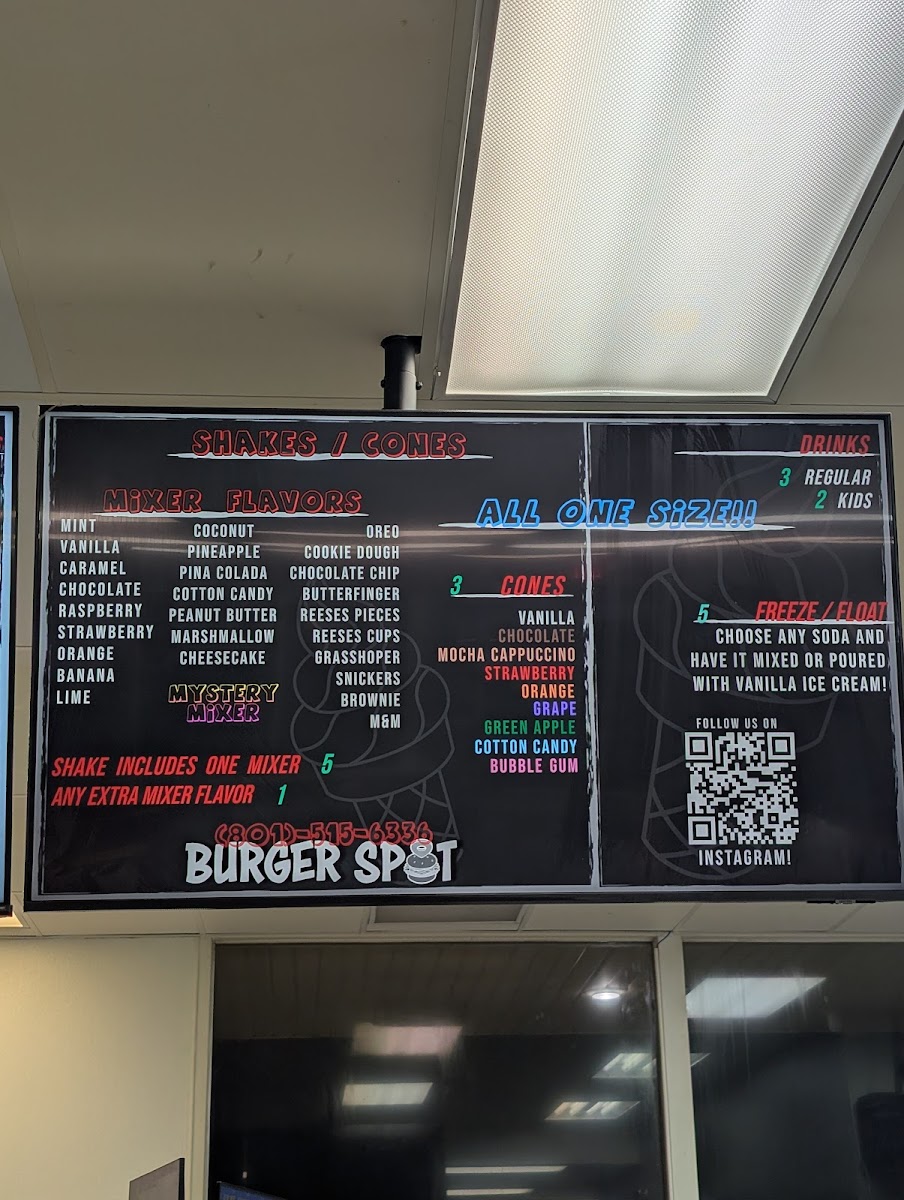 SHAKES / CONES
MIXER FLAVORS
MINT
VANILLA
CARAMEL
CHOCOLATE
RASPBERRY
STRAWBERRY
ORANGE
BANANA
LIME
COCONUT
PINEAPPLE
PINA COLADA
COTTON CANDY
PEANUT BUTTER
MARSHMALLOW
CHEESECAKE
MYSTERY
MIXER
OREO
COOKIE DOUGH
CHOCOLATE CHIP
BUTTERFINGER
REESES PIECES
REESES CUPS
GRASSHOPER
SNICKERS
BROWNIE
M&M
SHAKE INCLUDES ONE MIXER 5
ANY EXTRA MIXER FLAVOR 1
(801)-515-6336
BURGER SPOT
ALL ONE SIZE!!
3 CONES
VANILLA
CHOCOLATE
MOCHA CAPPUCCINO
STRAWBERRY
ORANGE
GRAPE
GREEN APPLE
COTTON CANDY
BUBBLE GUM
DRINKS
3 REGULAR
2 KIDS
5 FREEZE / FLOAT
CHOOSE ANY SODA AND
HAVE IT MIXED OR POURED
WITH VANILLA ICE CREAM!
FOLLOW US ON
INSTAGRAM!